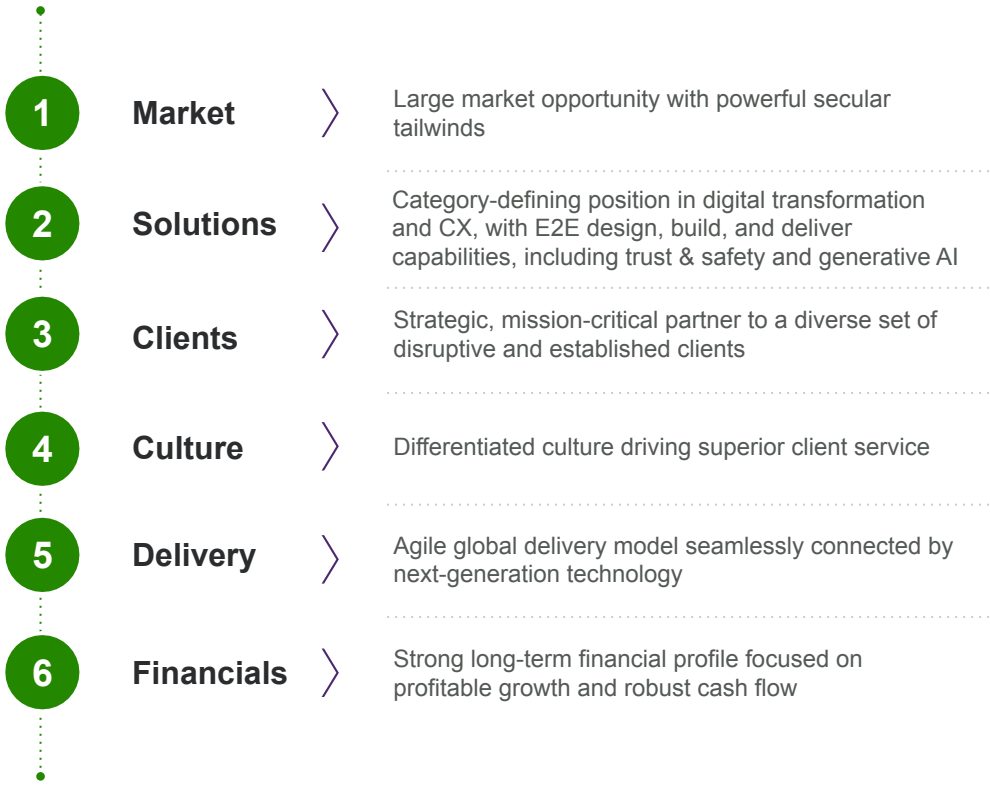 1
Market
Large market opportunity with powerful secular
tailwinds
2
Solutions
Category-defining position in digital transformation
and CX, with E2E design, build, and deliver
capabilities, including trust & safety and generative AI
3
Clients
Strategic, mission-critical partner to a diverse set of
disruptive and established clients
4
Culture
Differentiated culture driving superior client service
5
Delivery
Agile global delivery model seamlessly connected by
next-generation technology
6
Financials
Strong long-term financial profile focused on
profitable growth and robust cash flow